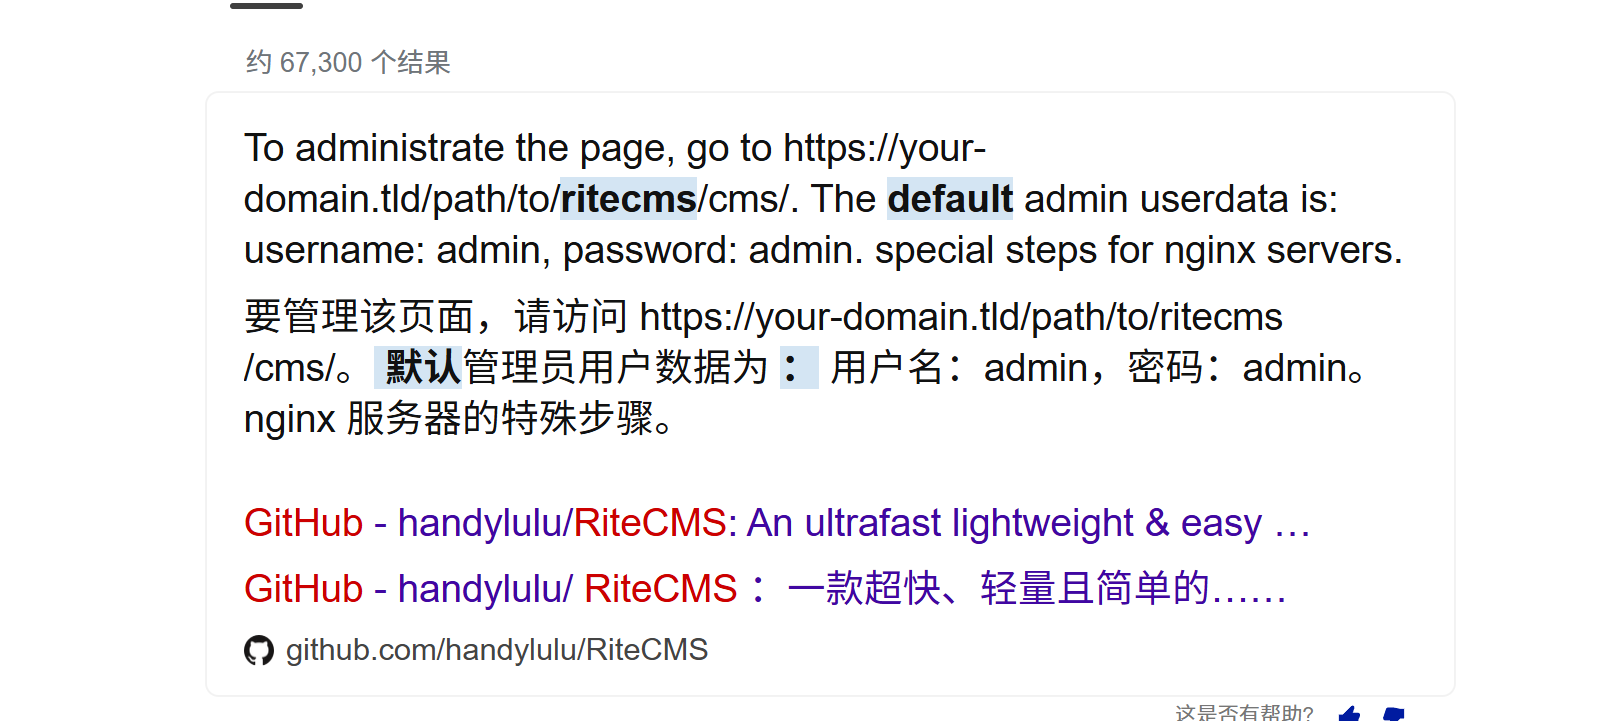 约 67,300 个结果
To administrate the page, go to https://your-
domain.tld/path/to/ritecms/cms/. The default admin userdata is:
username: admin, password: admin. special steps for nginx servers.
要管理该页面，请访问 https://your-domain.tld/path/to/ritecms
/cms/。 默认管理员用户数据为 ： 用户名：admin，密码：admin。
nginx 服务器的特殊步骤。
GitHub - handylulu/RiteCMS: An ultrafast lightweight & easy …
GitHub - handylulu/ RiteCMS ： 一款超快、轻量且简单的……
github.com/handylulu/RiteCMS
这是否有帮助?